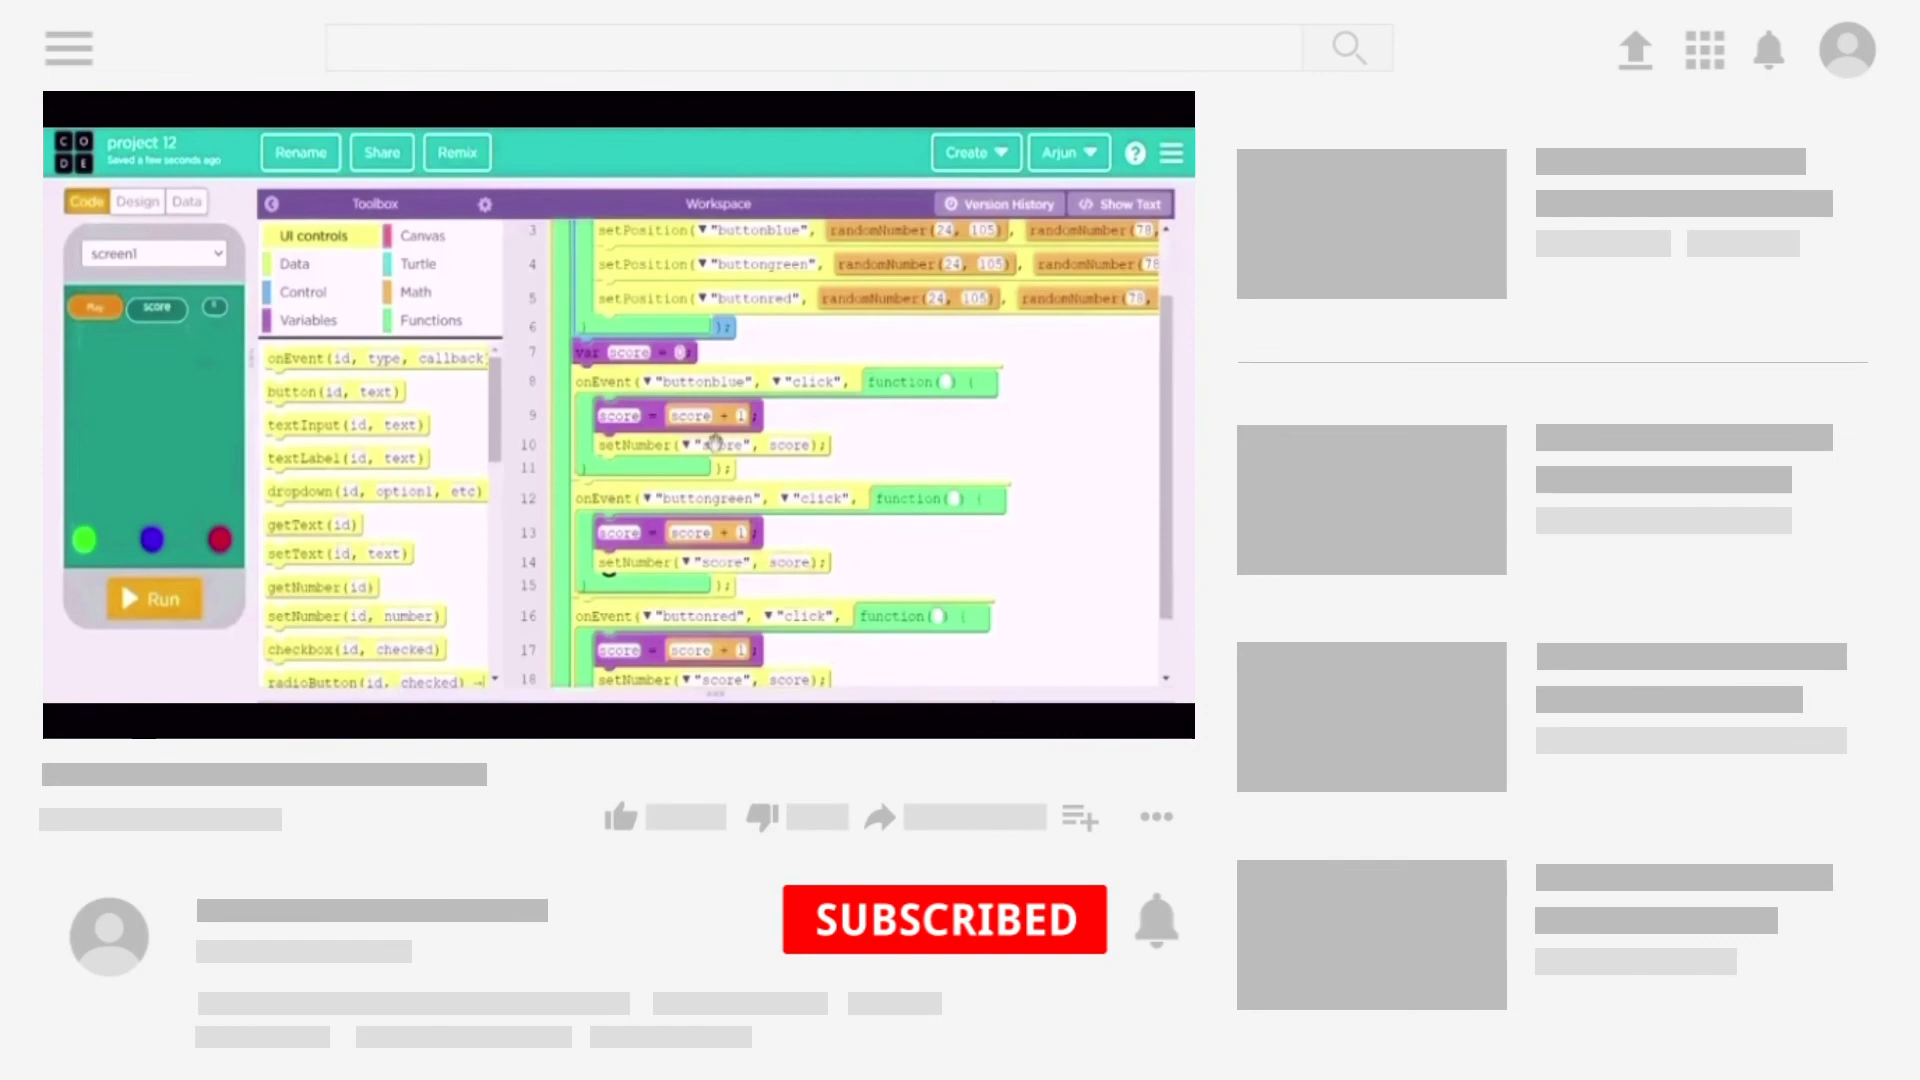 CODE
project 12
Saved a few seconds ago
Rename
Share
Remix
Create
Arjun
?
Code
Design
Data
Toolbox
Workspace
Version History
</> Show Text
screen1
Play
score
Run
UI controls
Canvas
Data
Turtle
Control
Math
Variables
Functions
onEvent(id, type, callback)
button(id, text)
textInput(id, text)
textLabel(id, text)
dropdown(id, option1, etc)
getText(id)
setText(id, text)
getNumber(id)
setNumber(id, number)
checkbox(id, checked)
radioButton(id, checked)
3 setPosition("buttonblue", randomNumber(24, 105), randomNumber(78,
4 setPosition("buttongreen", randomNumber(24, 105), randomNumber(78
5 setPosition("buttonred", randomNumber(24, 105), randomNumber(78,
6 } );
7 var score = 0;
8 onEvent("buttonblue", "click", function() {
9 score = score + 1;
10 setNumber("score", score);
11 } );
12 onEvent("buttongreen", "click", function() {
13 score = score + 1;
14 setNumber("score", score);
15 } );
16 onEvent("buttonred", "click", function() {
17 score = score + 1;
18 setNumber("score", score);
SUBSCRIBED